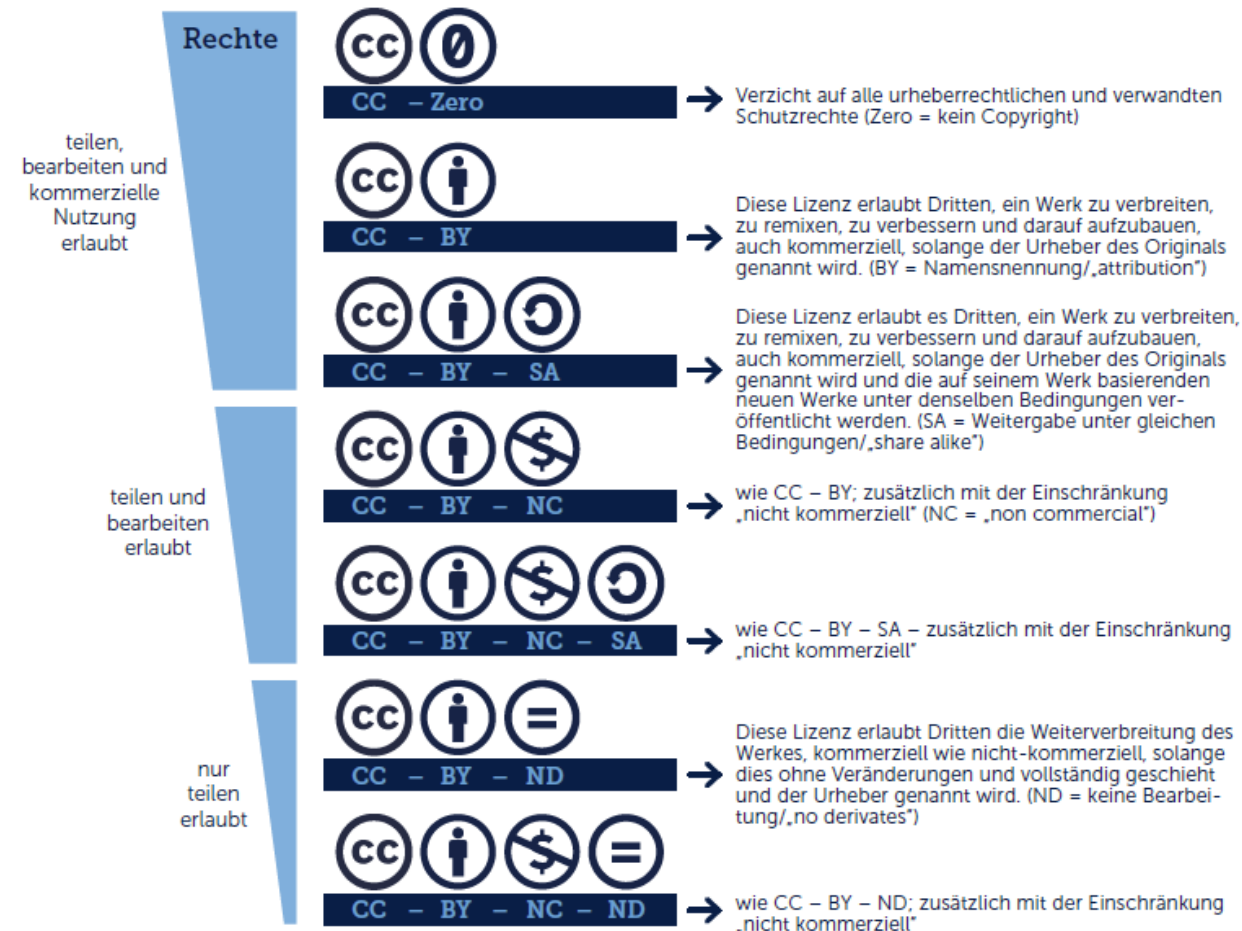 Rechte
teilen,
bearbeiten und
kommerzielle
Nutzung
erlaubt
cc 0
CC – Zero
Verzicht auf alle urheberrechtlichen und verwandten
Schutzrechte (Zero = kein Copyright)
cc
CC – BY
Diese Lizenz erlaubt Dritten, ein Werk zu verbreiten,
zu remixen, zu verbessern und darauf aufzubauen,
auch kommerziell, solange der Urheber des Originals
genannt wird. (BY = Namensnennung/„attribution“)
cc
CC – BY – SA
Diese Lizenz erlaubt es Dritten, ein Werk zu verbreiten,
zu remixen, zu verbessern und darauf aufzubauen,
auch kommerziell, solange der Urheber des Originals
genannt wird und die auf seinem Werk basierenden
neuen Werke unter denselben Bedingungen ver-
öffentlicht werden. (SA = Weitergabe unter gleichen
Bedingungen/„share alike“)
teilen und
bearbeiten
erlaubt
cc $
CC – BY – NC
wie CC – BY; zusätzlich mit der Einschränkung
„nicht kommerziell“ (NC = „non commercial“)
cc $
CC – BY – NC – SA
wie CC – BY – SA – zusätzlich mit der Einschränkung
„nicht kommerziell“
nur
teilen
erlaubt
cc =
CC – BY – ND
Diese Lizenz erlaubt Dritten die Weiterverbreitung des
Werkes, kommerziell wie nicht-kommerziell, solange
dies ohne Veränderungen und vollständig geschieht
und der Urheber genannt wird. (ND = keine Bearbei-
tung/„no derivates“)
cc $ =
CC – BY – NC – ND
wie CC – BY – ND; zusätzlich mit der Einschränkung
„nicht kommerziell“